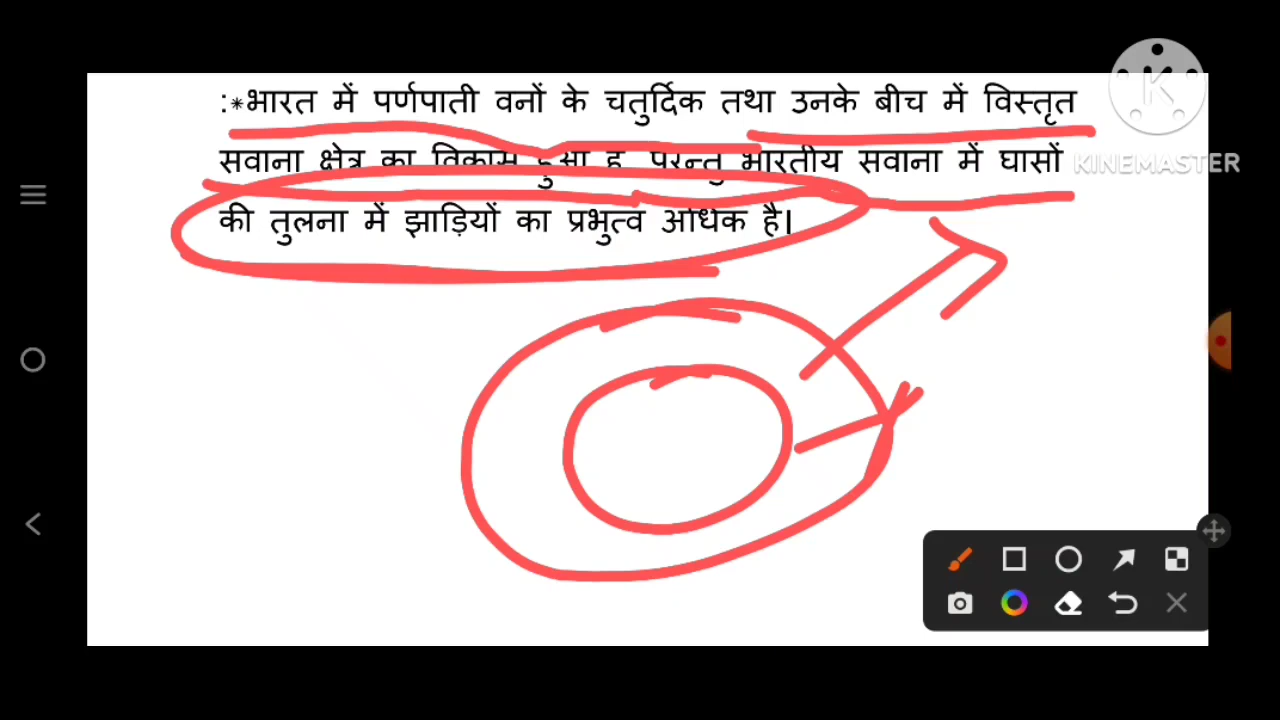 :*भारत में पर्णपाती वनों के चतुर्दिक तथा उनके बीच में विस्तृत
सवाना क्षेत्र का विकास हुआ है, परन्तु भारतीय सवाना में घासों
की तुलना में झाड़ियों का प्रभुत्व अधिक है।
KINEMASTER